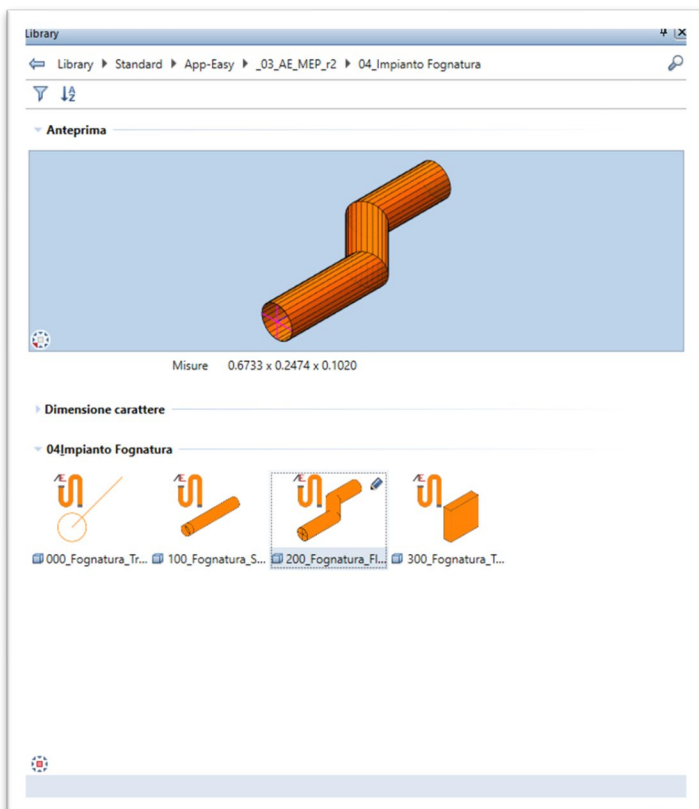 Library
Library Standard App-Easy _03_AE_MEP_r2 04_Impianto Fognatura
Anteprima
Misure 0.6733 x 0.2474 x 0.1020
Dimensione carattere
04Impianto Fognatura
Æ Æ Æ Æ
000_Fognatura_Tr... 100_Fognatura_S... 200_Fognatura_Fl... 300_Fognatura_T...